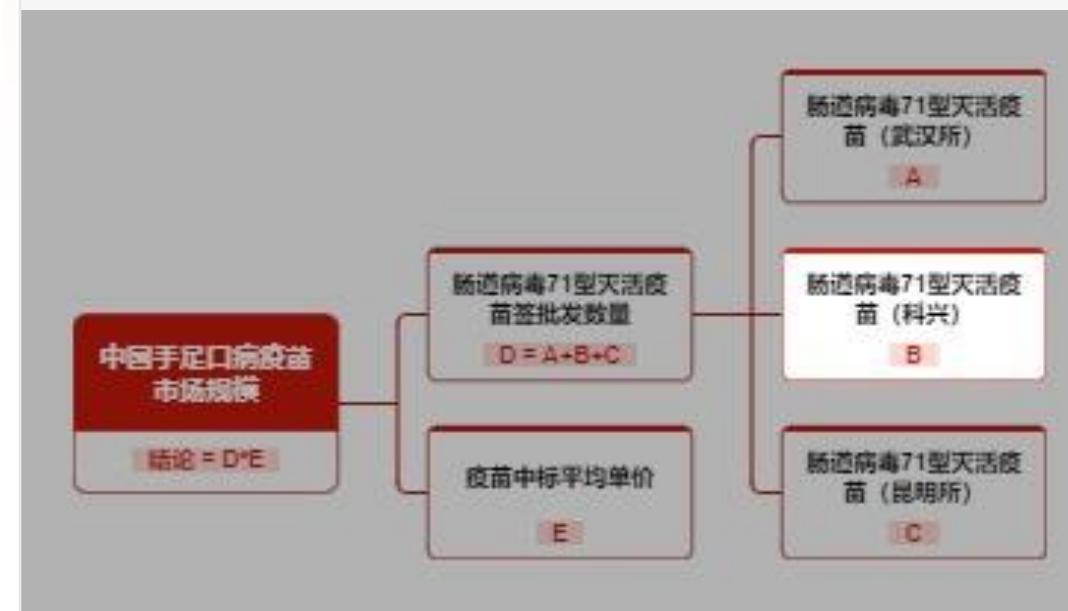 肠道病毒71型灭活疫
苗（武汉所）
A
肠道病毒71型灭活疫
苗签批发数量
D = A+B+C
肠道病毒71型灭活疫
苗（科兴）
B
中国手足口病疫苗
市场规模
结论 = D*E
疫苗中标平均单价
E
肠道病毒71型灭活疫
苗（昆明所）
C